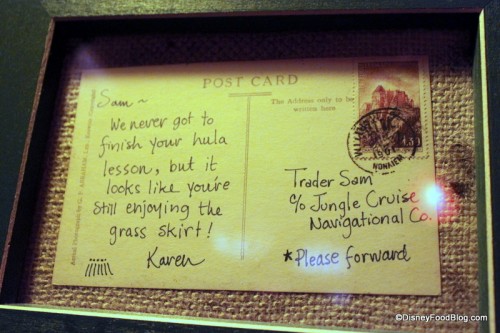 POST CARD
The Address only to be
written here
Sam ~
We never got to
finish your hula
lesson, but it
looks like you're
still enjoying the
grass skirt!
Karen
Trader Sam
c/o Jungle Cruise
Navigational Co.
*Please forward
©DisneyFoodBlog.com